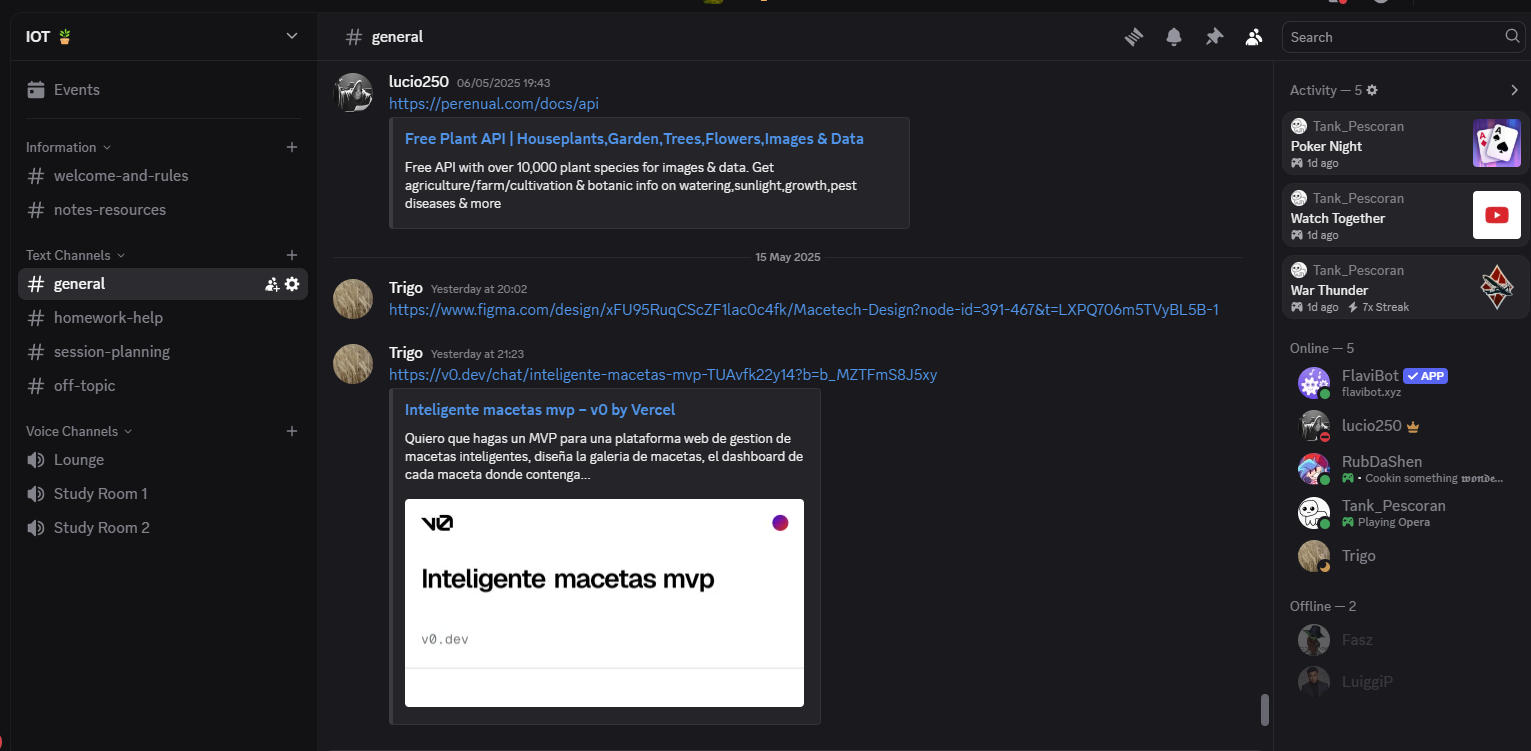 IOT
Events
Information
welcome-and-rules
notes-resources
Text Channels
general
homework-help
session-planning
off-topic
Voice Channels
Lounge
Study Room 1
Study Room 2
general
lucio250 06/05/2025 19:43
https://perenual.com/docs/api
Free Plant API | Houseplants,Garden,Trees,Flowers,Images & Data
Free API with over 10,000 plant species for images & data. Get
agriculture/farm/cultivation & botanic info on watering,sunlight,growth,pest
diseases & more
15 May 2025
Trigo Yesterday at 20:02
https://www.figma.com/design/xFU95RuqCScZF1lac0c4fk/Macetech-Design?node-id=391-467&t=LXPQ706m5TVyBL5B-1
Trigo Yesterday at 21:23
https://v0.dev/chat/inteligente-macetas-mvp-TUAvfk22y14?b=b_MZTFmS8J5xy
Inteligente macetas mvp – v0 by Vercel
Quiero que hagas un MVP para una plataforma web de gestion de
macetas inteligentes, diseña la galeria de macetas, el dashboard de
cada maceta donde contenga...
v0
Inteligente macetas mvp
v0.dev
Search
Activity — 5
Tank_Pescoran
Poker Night
1d ago
Tank_Pescoran
Watch Together
1d ago
Tank_Pescoran
War Thunder
1d ago 7x Streak
Online — 5
FlaviBot APP
flavibot.xyz
lucio250
RubDaShen
• Cookin something 𝖜𝖔𝖓𝖉𝖊...
Tank_Pescoran
Playing Opera
Trigo
Offline — 2
Fasz
LuiggiP